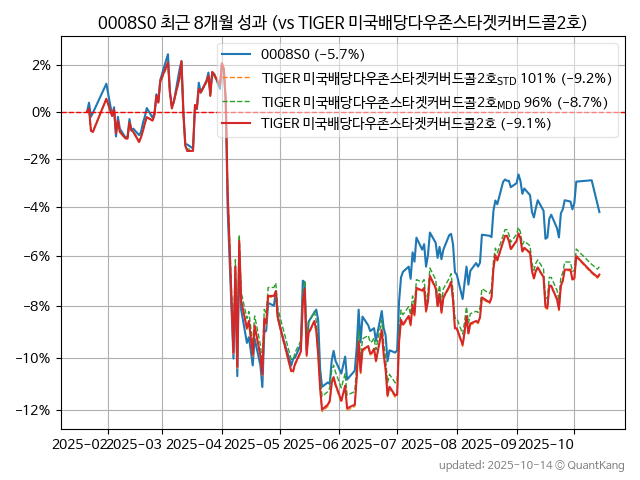 0008S0 최근 8개월 성과 (vs TIGER 미국배당다우존스타겟커버드콜2호)
0008S0 (−5.7%)
TIGER 미국배당다우존스타겟커버드콜2호STD 101% (−9.2%)
TIGER 미국배당다우존스타겟커버드콜2호MDD 96% (−8.7%)
TIGER 미국배당다우존스타겟커버드콜2호 (−9.1%)
2%
0%
−2%
−4%
−6%
−8%
−10%
−12%
2025-02 2025-03 2025-04 2025-05 2025-06 2025-07 2025-08 2025-09 2025-10
updated: 2025-10-14 © QuantKang